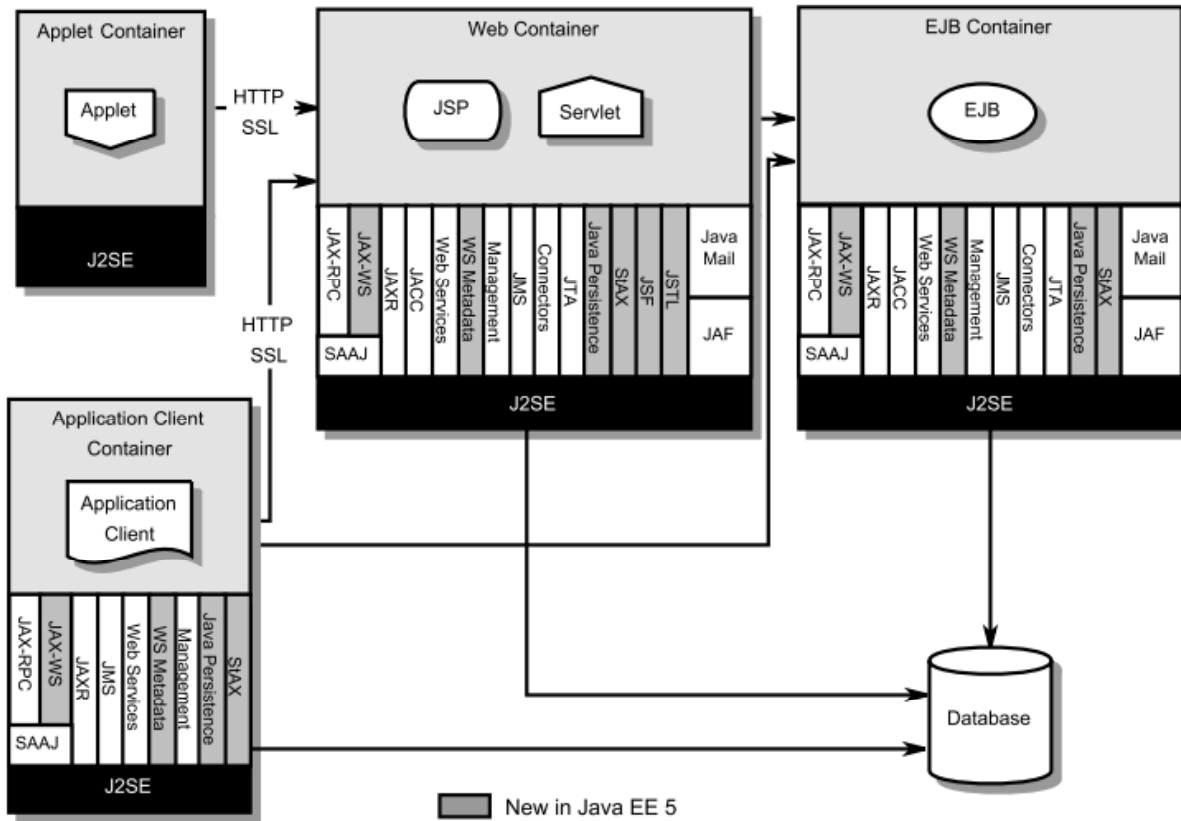 Applet Container
Applet
J2SE
HTTP
SSL
Web Container
JSP
Servlet
JAX-RPC
JAX-WS
SAAJ
JAXR
JACC
Web Services
WS Metadata
Management
JMS
Connectors
JTA
Java Persistence
StAX
JSF
JSTL
Java
Mail
JAF
J2SE
EJB Container
EJB
JAX-RPC
JAX-WS
SAAJ
JAXR
JACC
Web Services
WS Metadata
Management
JMS
Connectors
JTA
Java Persistence
StAX
Java
Mail
JAF
J2SE
HTTP
SSL
Application Client
Container
Application
Client
JAX-RPC
JAX-WS
SAAJ
JAXR
JMS
Web Services
WS Metadata
Management
Java Persistence
StAX
J2SE
Database
New in Java EE 5